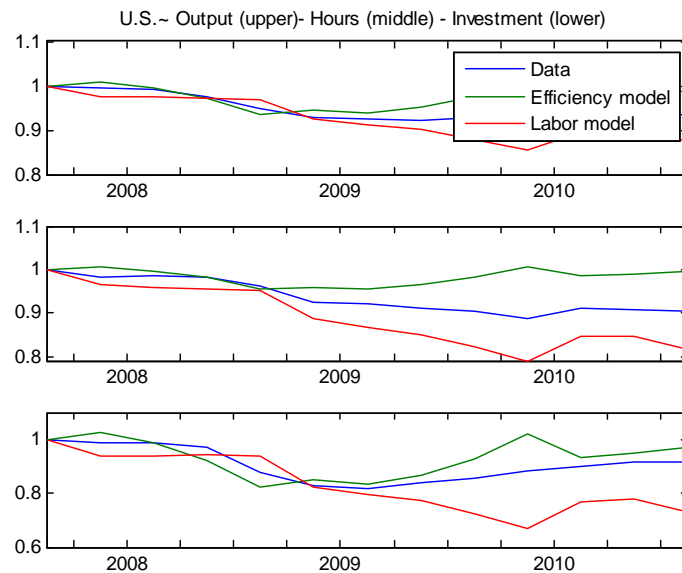 U.S.~ Output (upper)- Hours (middle) - Investment (lower)
1.1
1
0.9
0.8
Data
Efficiency model
Labor model
2008 2009 2010
1.1
1
0.9
0.8
2008 2009 2010
1
0.8
0.6
2008 2009 2010